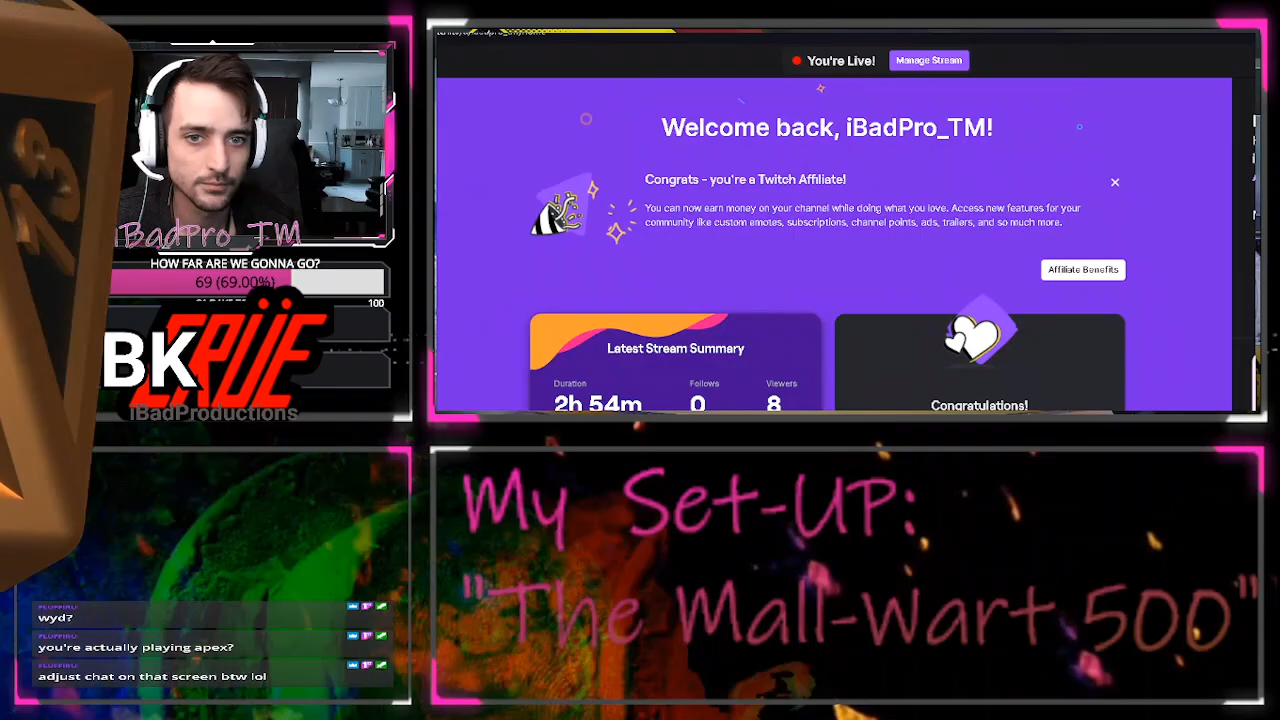 You're Live!
Manage Stream
Welcome back, iBadPro_TM!
Congrats - you're a Twitch Affiliate!
You can now earn money on your channel while doing what you love. Access new features for your
community like custom emotes, subscriptions, channel points, ads, trailers, and so much more.
Affiliate Benefits
Latest Stream Summary
Duration
Follows
Viewers
2h 54m
0
8
Congratulations!
iBadPro_TM
HOW FAR ARE WE GONNA GO?
69 (69.00%)
100
BK
CRÜE
iBadProductions
wyd?
you're actually playing apex?
adjust chat on that screen btw lol
My Set-UP:
"The Mall-Wart 500"